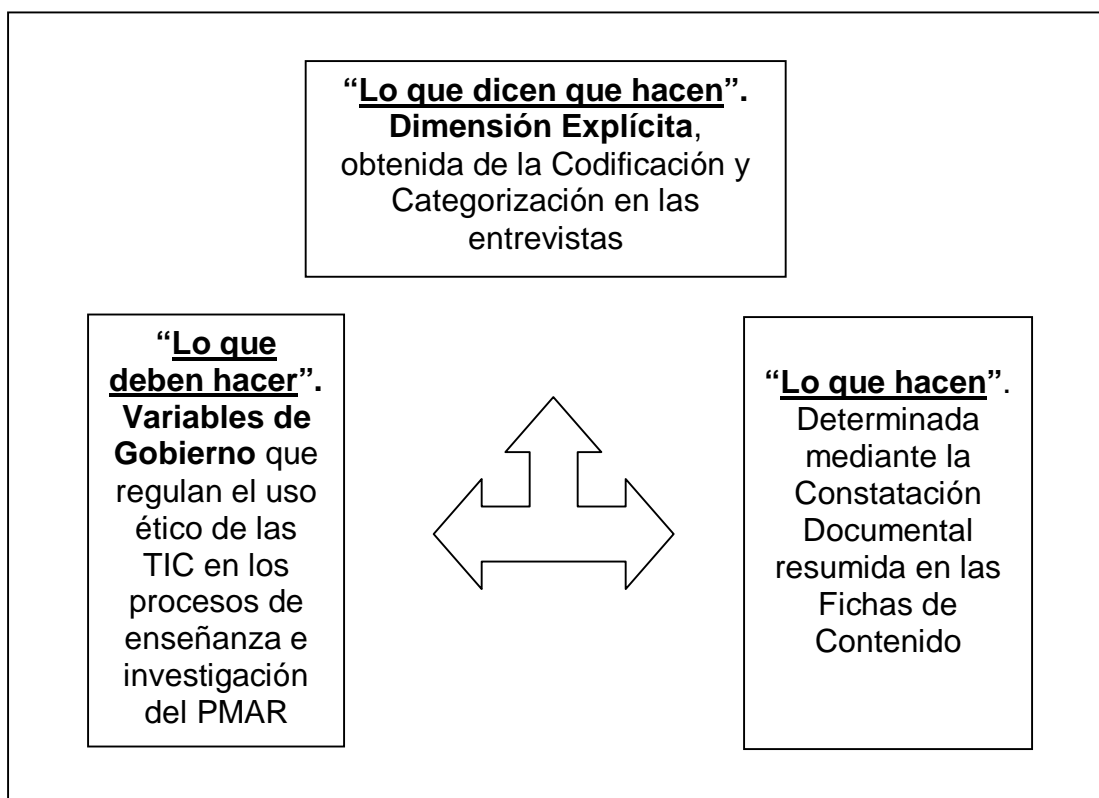 “Lo que dicen que hacen”.
Dimensión Explícita,
obtenida de la Codificación y
Categorización en las
entrevistas
“Lo que
deben hacer”.
Variables de
Gobierno que
regulan el uso
ético de las
TIC en los
procesos de
enseñanza e
investigación
del PMAR
“Lo que hacen”.
Determinada
mediante la
Constatación
Documental
resumida en las
Fichas de
Contenido